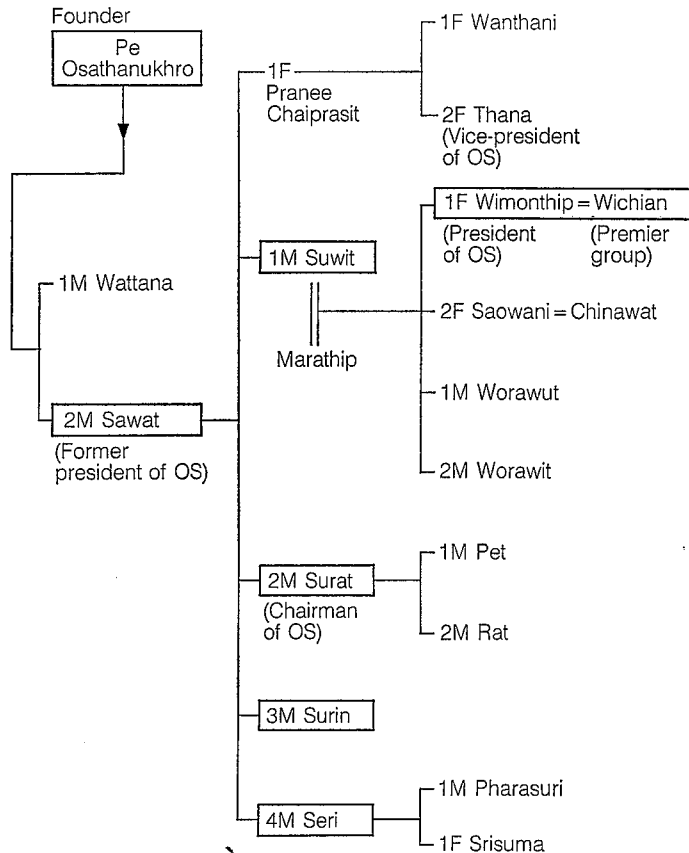 Founder
Pe
Osathanukhro
1M Wattana
2M Sawat
(Former
president of OS)
1F
Pranee
Chaiprasit
1F Wanthani
2F Thana
(Vice-president
of OS)
1M Suwit
Marathip
1F Wimonthip = Wichian
(President
of OS)
(Premier
group)
2F Saowani = Chinawat
1M Worawut
2M Worawit
2M Surat
(Chairman
of OS)
1M Pet
2M Rat
3M Surin
4M Seri
1M Pharasuri
1F Srisuma